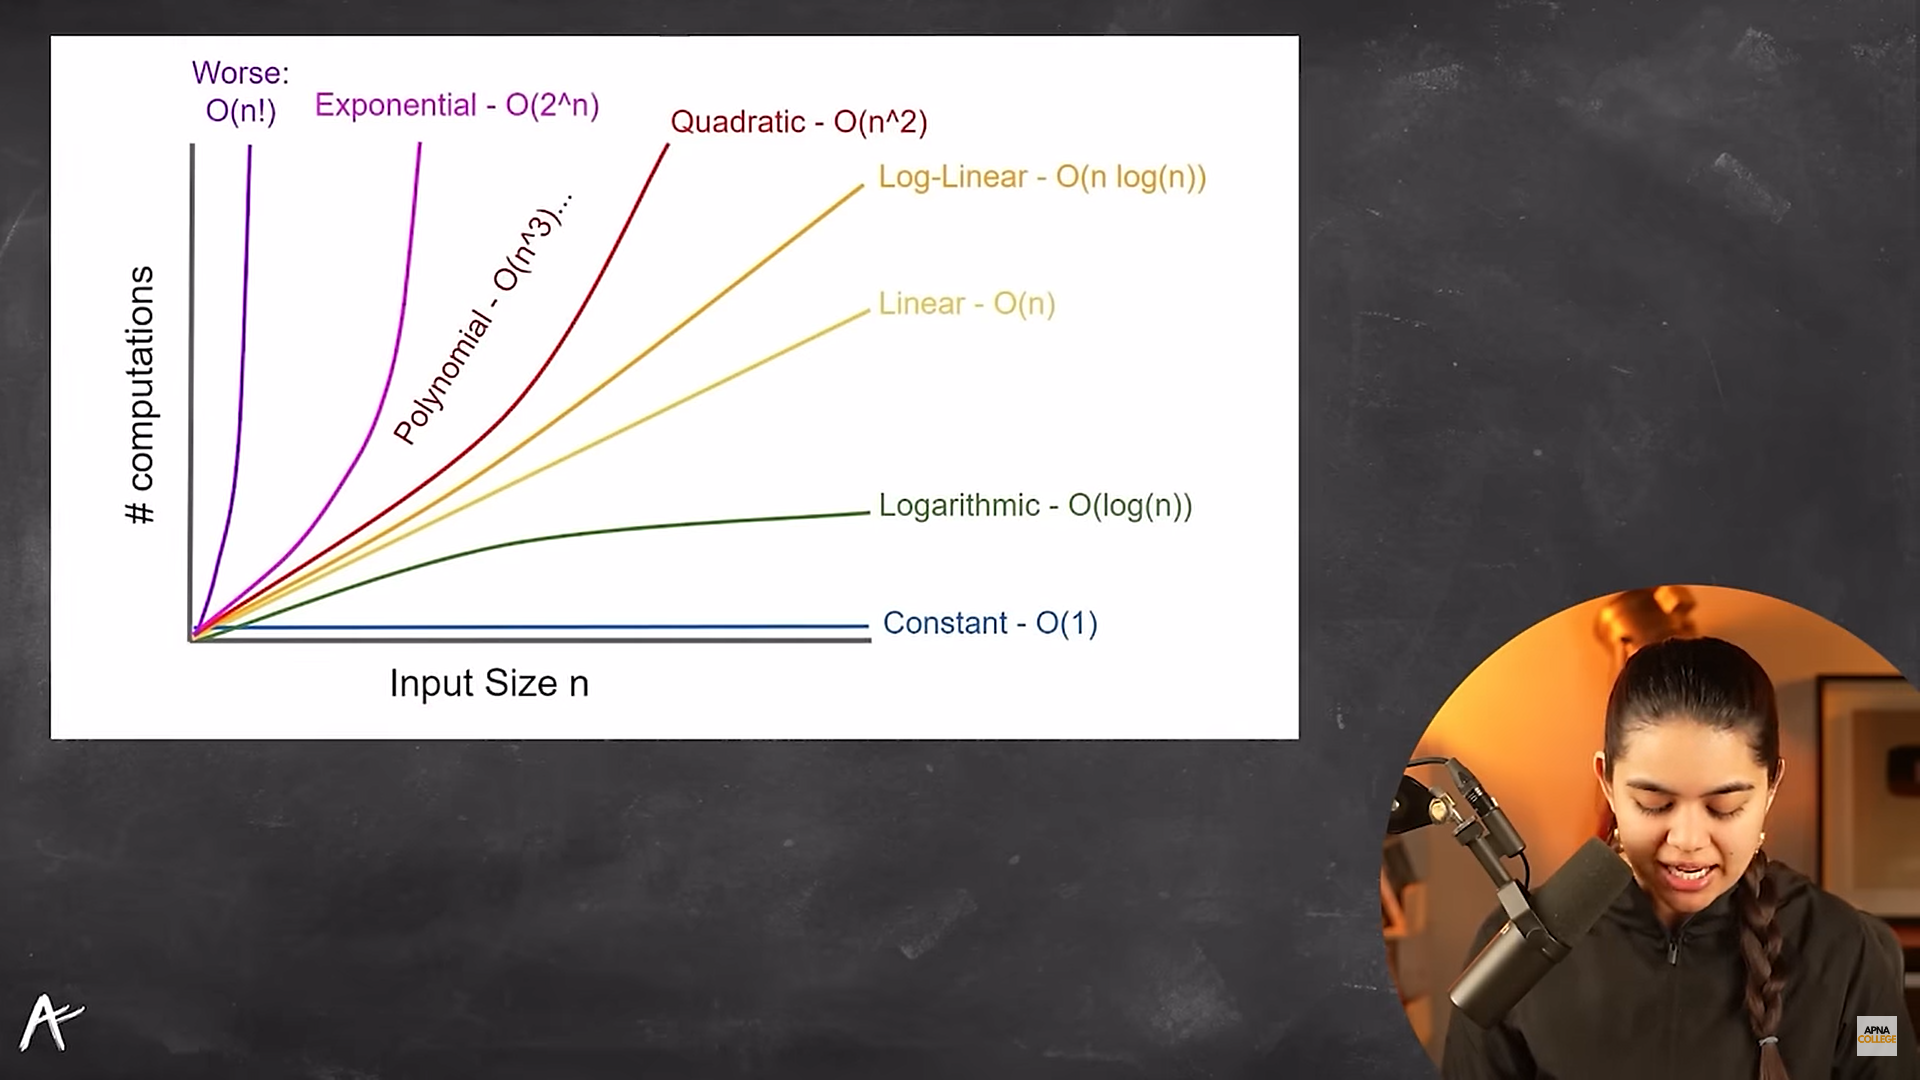 Worse:
O(n!)
Exponential - O(2^n)
Quadratic - O(n^2)
Log-Linear - O(n log(n))
Polynomial - O(n^3)...
Linear - O(n)
# computations
Logarithmic - O(log(n))
Constant - O(1)
Input Size n
APNA
COLLEGE